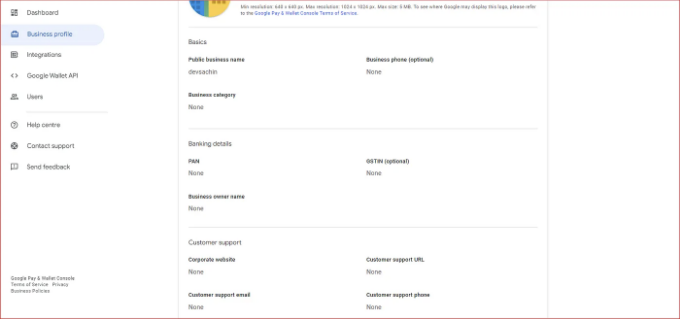 Dashboard
Business profile
Integrations
Google Wallet API
Users
Help centre
Contact support
Send feedback
Google Pay & Wallet Console
Terms of Service Privacy
Business Policies
Min resolution: 660 x 660 px. Max resolution: 1024 x 1024 px. Max size: 5 MB. To see where Google may display this logo, please refer
to the Google Pay & Wallet Console Terms of Service.
Basics
Public business name
devsachin
Business phone (optional)
None
Business category
None
Banking details
PAN
None
GSTIN (optional)
None
Business owner name
None
Customer support
Corporate website
None
Customer support URL
None
Customer support email
None
Customer support phone
None